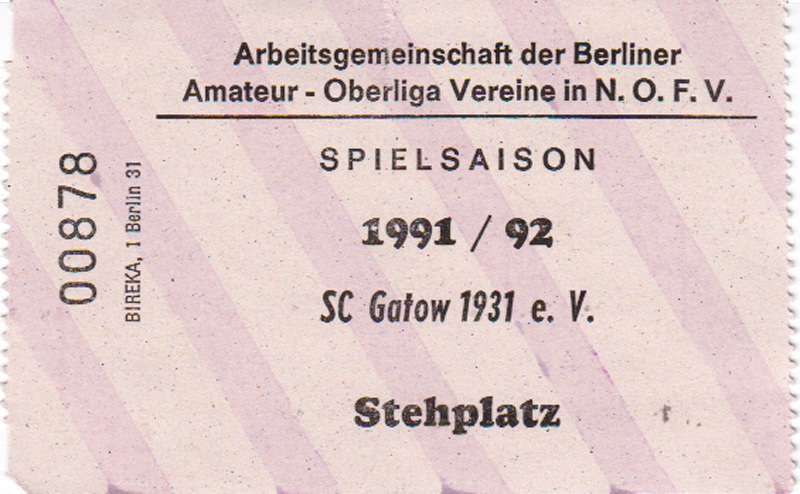 Arbeitsgemeinschaft der Berliner
Amateur - Oberliga Vereine in N. O. F. V.
SPIELSAISON
1991 / 92
SC Gatow 1931 e. V.
Stehplatz
00878
BIREKA, 1 Berlin 31